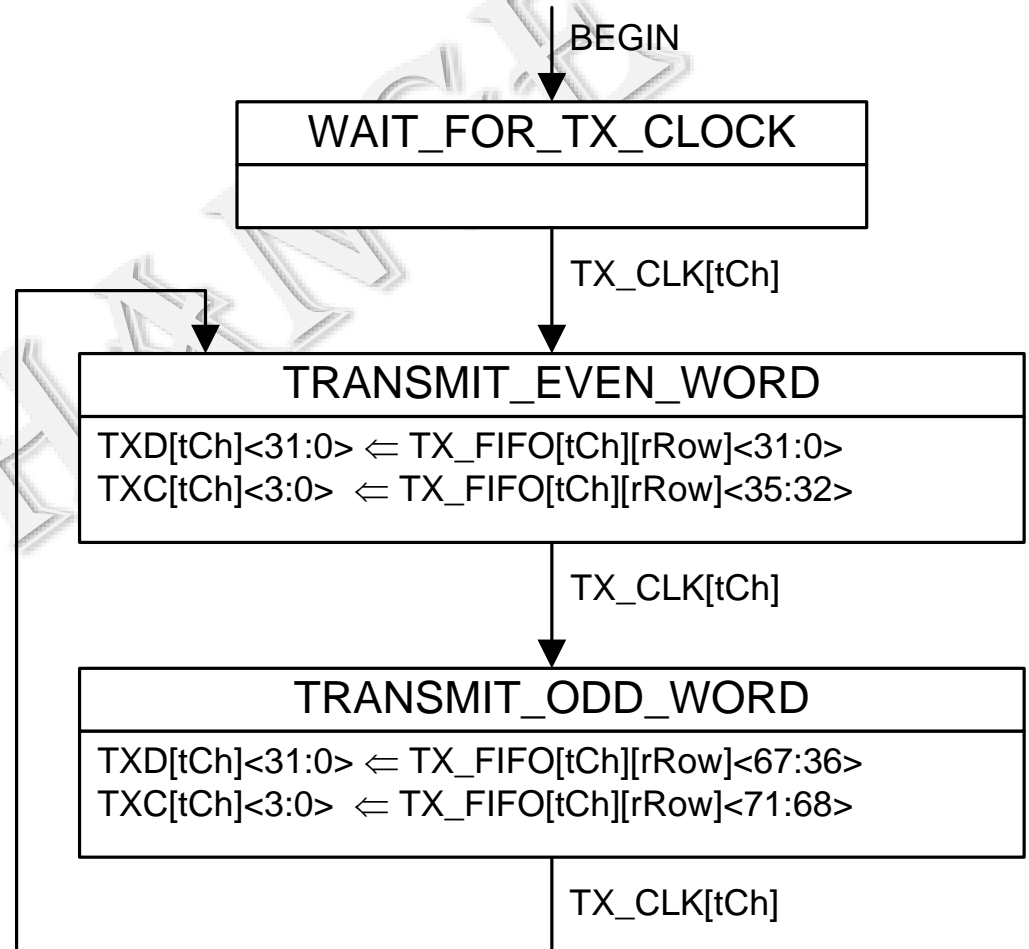 BEGIN
WAIT_FOR_TX_CLOCK
TX_CLK[tCh]
TRANSMIT_EVEN_WORD
TXD[tCh]<31:0> ⇐ TX_FIFO[tCh][rRow]<31:0>
TXC[tCh]<3:0> ⇐ TX_FIFO[tCh][rRow]<35:32>
TX_CLK[tCh]
TRANSMIT_ODD_WORD
TXD[tCh]<31:0> ⇐ TX_FIFO[tCh][rRow]<67:36>
TXC[tCh]<3:0> ⇐ TX_FIFO[tCh][rRow]<71:68>
TX_CLK[tCh]